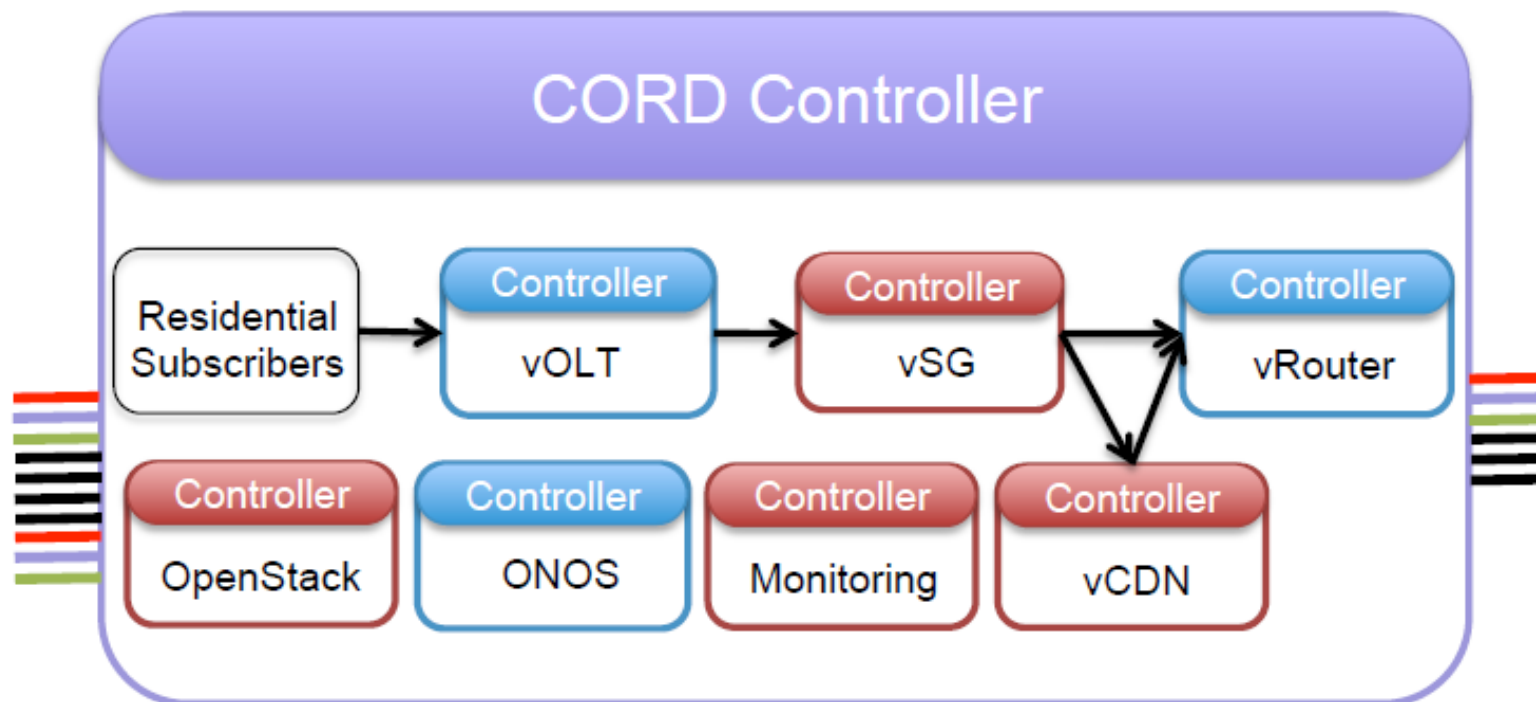 CORD Controller
Residential
Subscribers
Controller
vOLT
Controller
vSG
Controller
vRouter
Controller
OpenStack
Controller
ONOS
Controller
Monitoring
Controller
vCDN